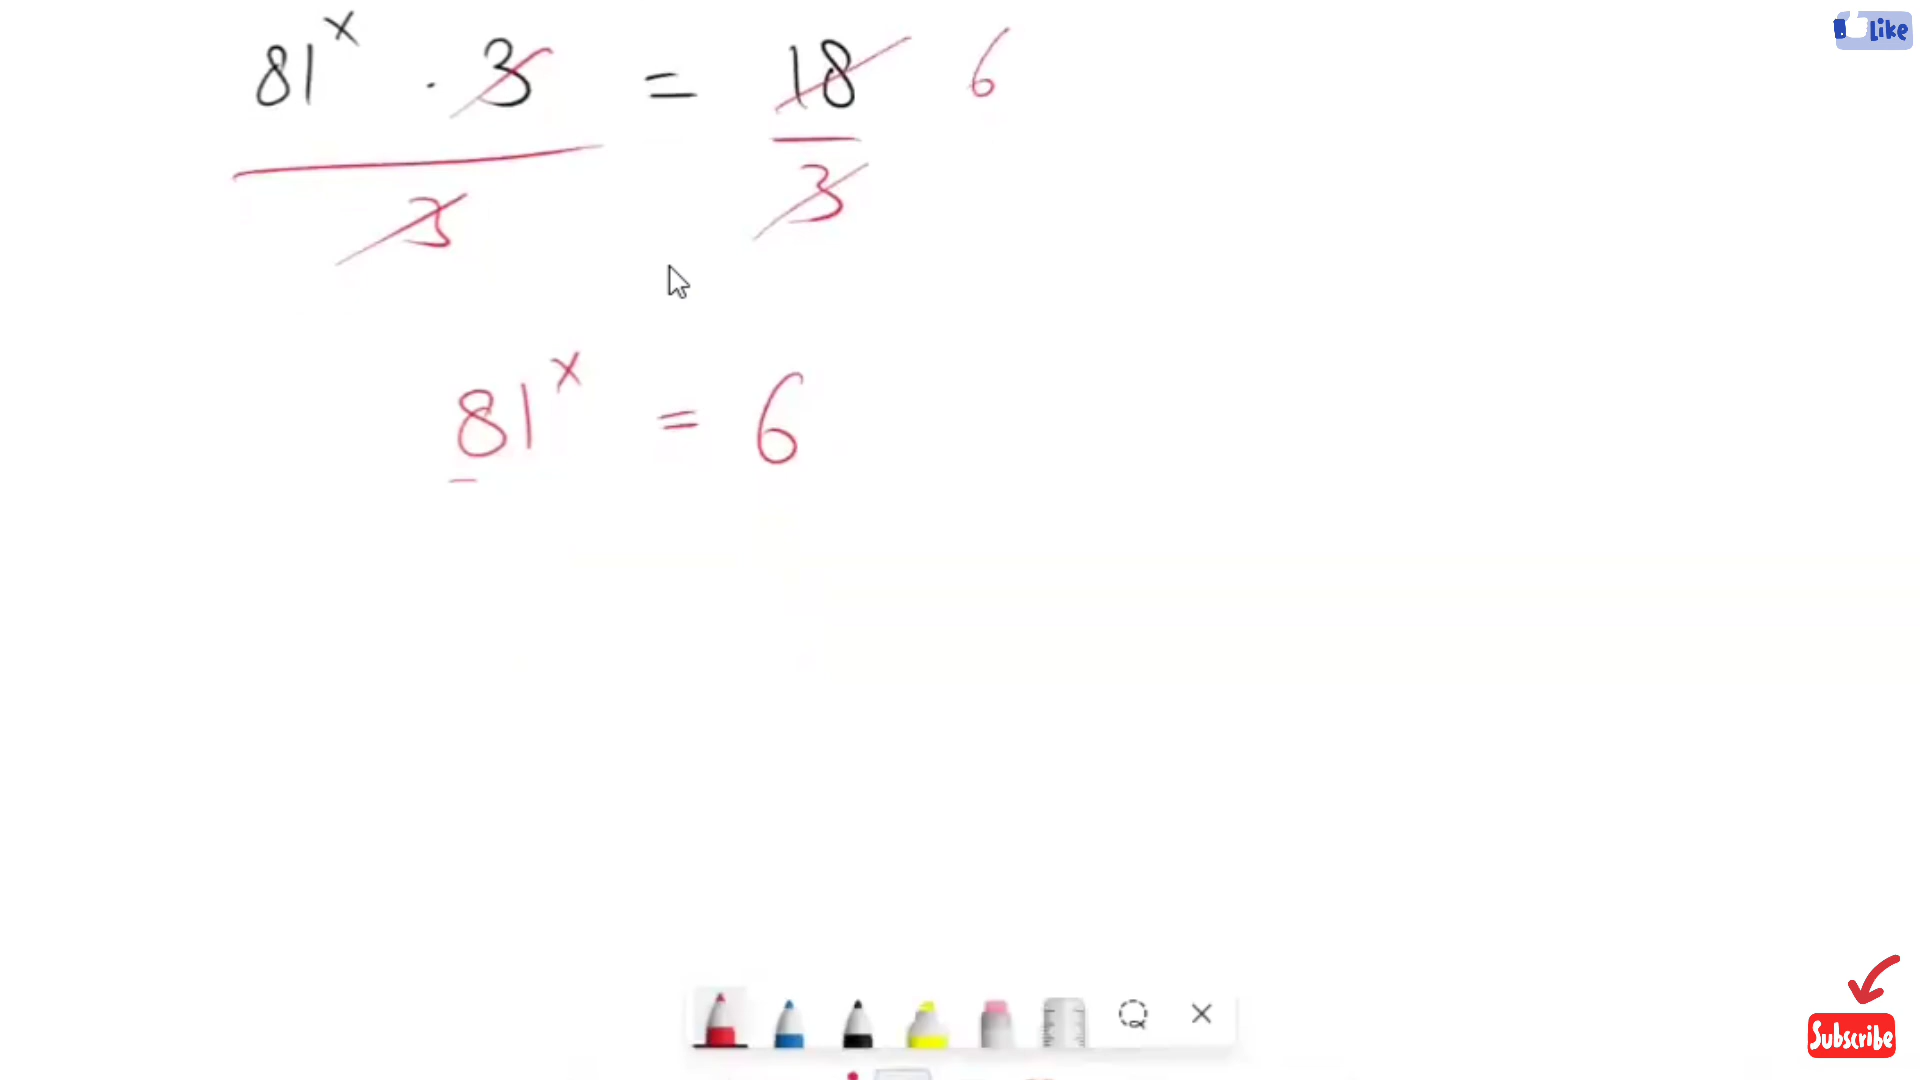 Like
81^x · 3 = 18 6
3 3
81^x = 6
Subscribe